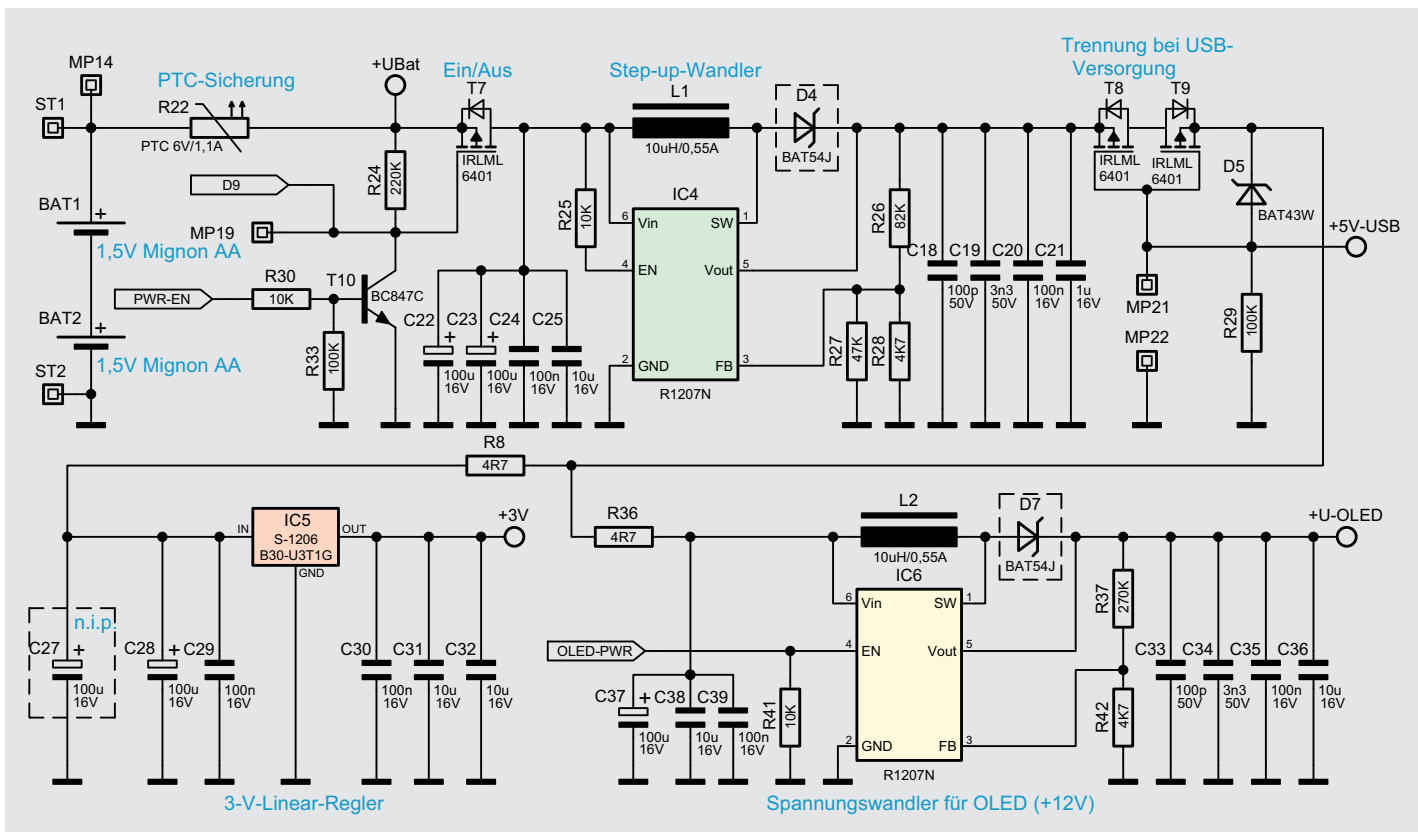 MP14
ST1
PTC-Sicherung
R22
PTC 6V/1,1A
+UBat
Ein/Aus
T7
IRLML
6401
Step-up-Wandler
L1
10uH/0,55A
D4
BAT54J
Trennung bei USB-
Versorgung
T8
T9
IRLML
6401
IRLML
6401
D5
BAT43W
+5V-USB
D9
R24
220K
MP19
BAT1
+
1,5V Mignon AA
BAT2
+
1,5V Mignon AA
ST2
PWR-EN
R30
10K
T10
BC847C
R33
100K
R25
10K
IC4
6
Vin
SW
1
4
EN
Vout
5
2
GND
FB
3
R1207N
C22
+
100u
16V
C23
+
100u
16V
C24
100n
16V
C25
10u
16V
R26
82K
R27
47K
R28
4K7
C18
100p
50V
C19
3n3
50V
C20
100n
16V
C21
1u
16V
MP21
MP22
R29
100K
R8
4R7
IN
IC5
S-1206
B30-U3T1G
OUT
GND
+3V
n.i.p.
C27
+
100u
16V
C28
+
100u
16V
C29
100n
16V
C30
100n
16V
C31
10u
16V
C32
10u
16V
3-V-Linear-Regler
R36
4R7
L2
10uH/0,55A
D7
BAT54J
+U-OLED
IC6
6
Vin
SW
1
4
EN
Vout
5
2
GND
FB
3
R1207N
OLED-PWR
C37
+
100u
16V
C38
10u
16V
C39
100n
16V
R41
10K
R37
270K
R42
4K7
C33
100p
50V
C34
3n3
50V
C35
100n
16V
C36
10u
16V
Spannungswandler für OLED (+12V)